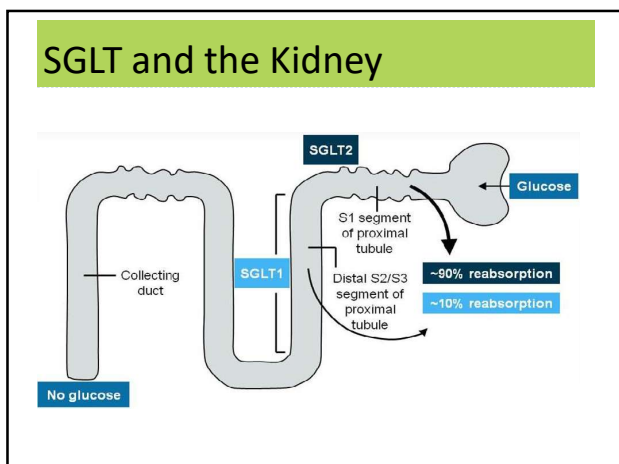 SGLT and the Kidney
SGLT2
Glucose
S1 segment
of proximal
tubule
Collecting
duct
SGLT1
Distal S2/S3
segment of
proximal
tubule
~90% reabsorption
~10% reabsorption
No glucose